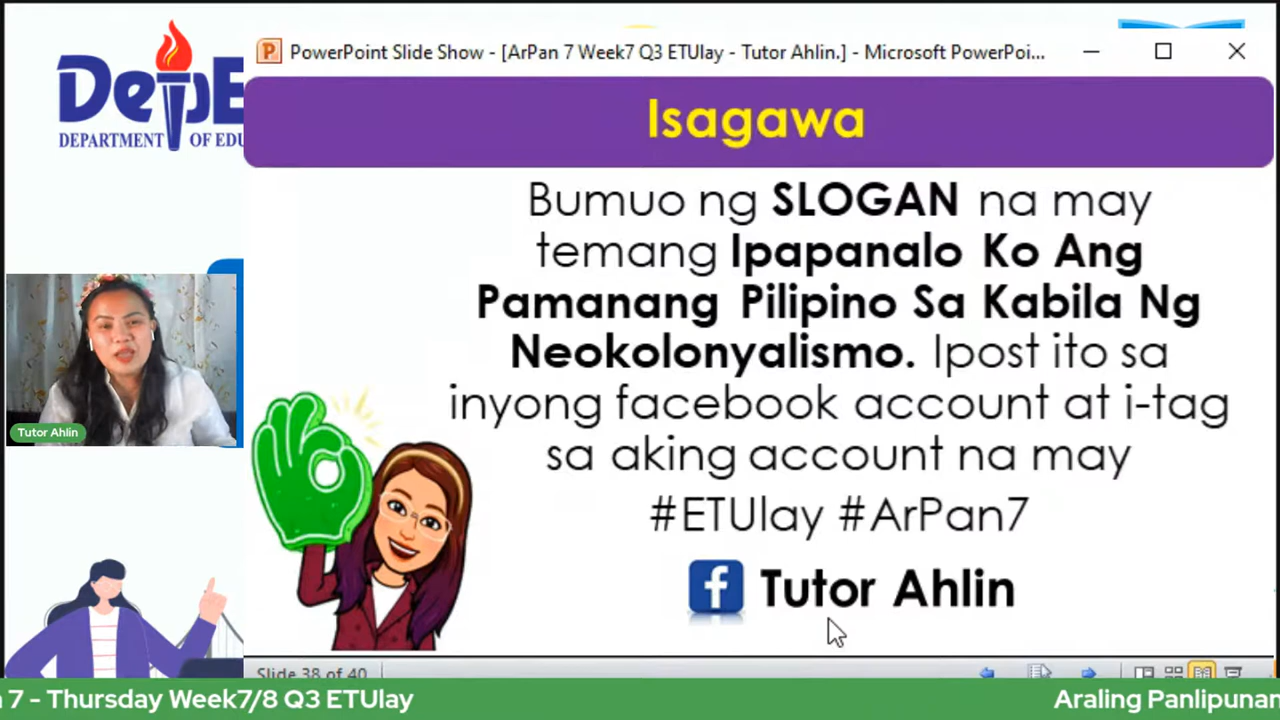 DepE
DEPARTMENT OF EDU
PowerPoint Slide Show - [ArPan 7 Week7 Q3 ETUlay - Tutor Ahlin.] - Microsoft PowerPoi...
Isagawa
Bumuo ng SLOGAN na may
temang Ipapanalo Ko Ang
Pamanang Pilipino Sa Kabila Ng
Neokolonyalismo. Ipost ito sa
inyong facebook account at i-tag
sa aking account na may
#ETUlay #ArPan7
f Tutor Ahlin
Tutor Ahlin
Slide 38 of 40
7 - Thursday Week7/8 Q3 ETUlay
Araling Panlipunan